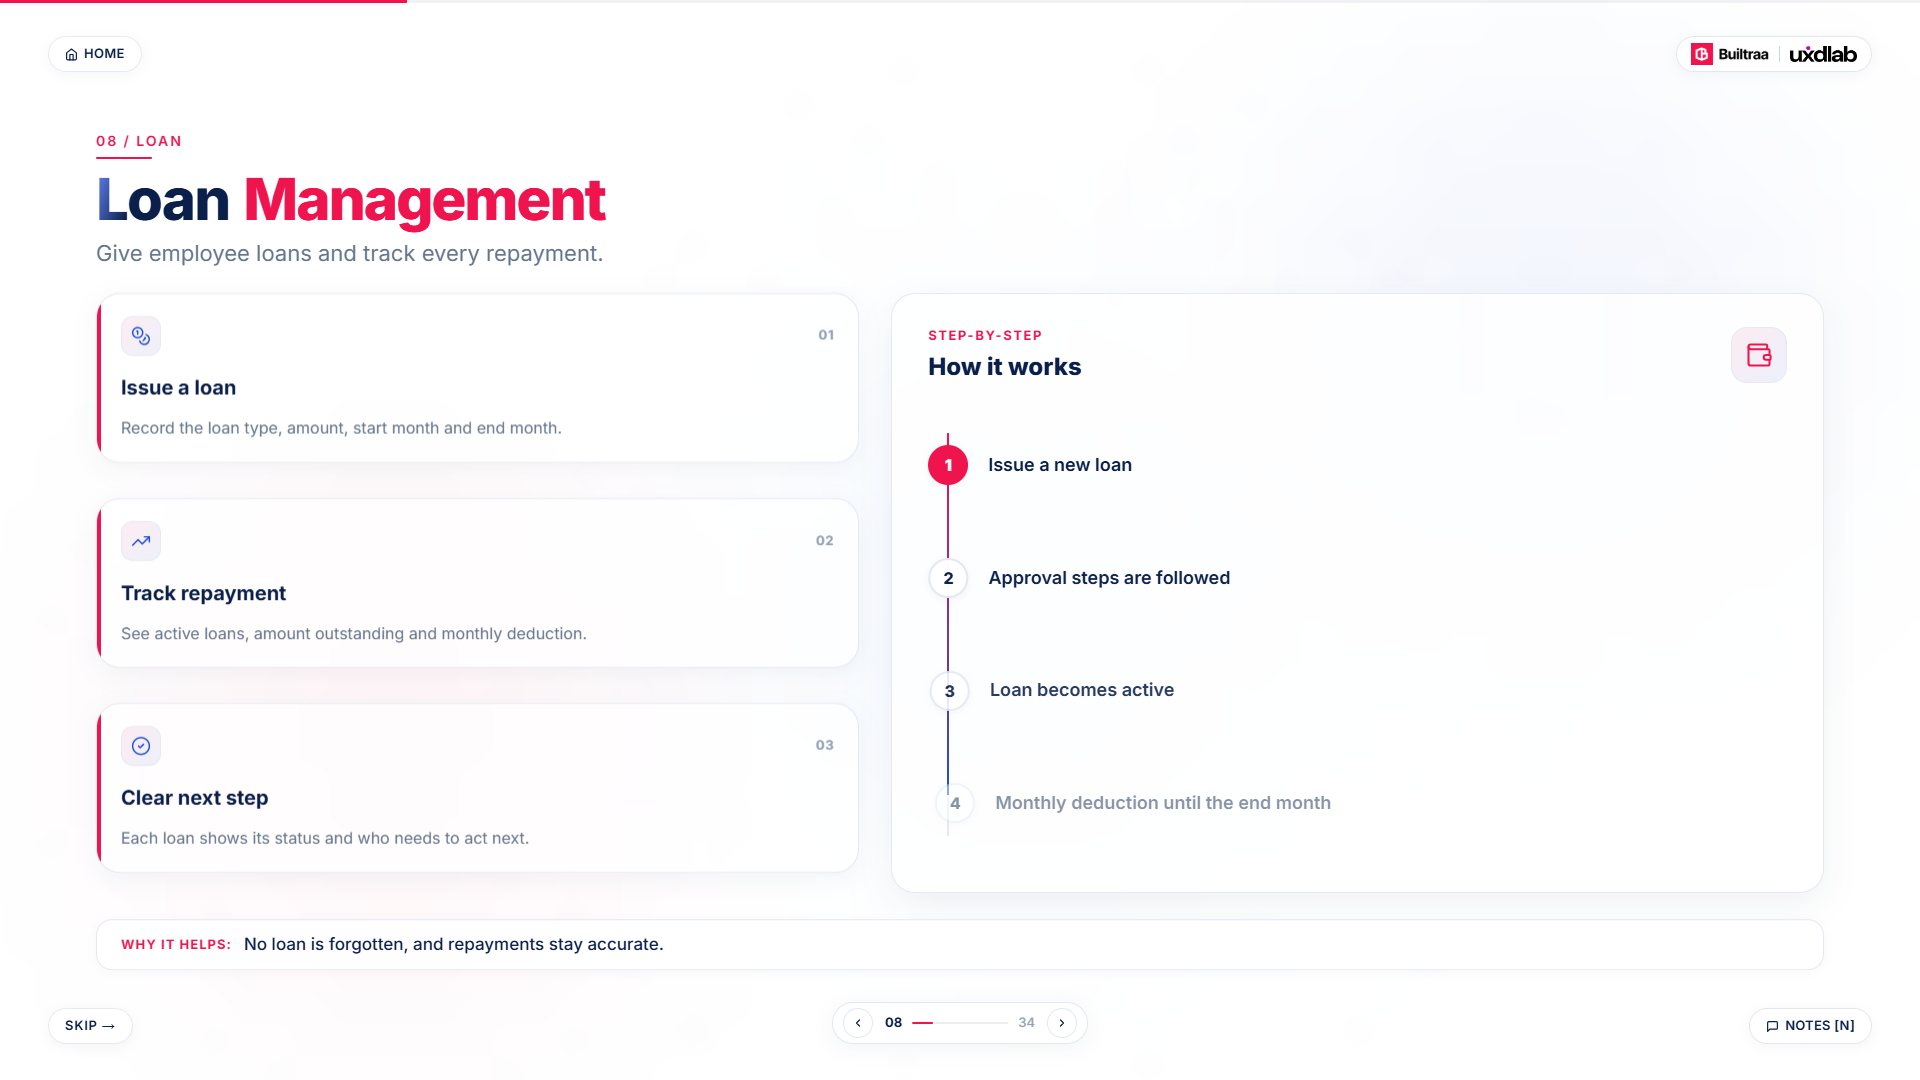 HOME
Builtraa
uxdlab
08 / LOAN
Loan Management
Give employee loans and track every repayment.
01
Issue a loan
Record the loan type, amount, start month and end month.
02
Track repayment
See active loans, amount outstanding and monthly deduction.
03
Clear next step
Each loan shows its status and who needs to act next.
STEP-BY-STEP
How it works
1 Issue a new loan
2 Approval steps are followed
3 Loan becomes active
4 Monthly deduction until the end month
WHY IT HELPS: No loan is forgotten, and repayments stay accurate.
SKIP →
08 34
NOTES [N]